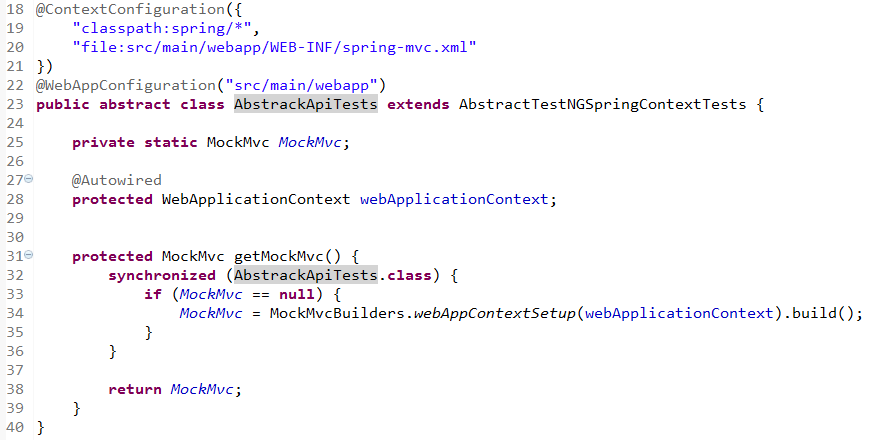 18 @ContextConfiguration({
19     "classpath:spring/*",
20     "file:src/main/webapp/WEB-INF/spring-mvc.xml"
21 })
22 @WebAppConfiguration("src/main/webapp")
23 public abstract class AbstrackApiTests extends AbstractTestNGSpringContextTests {
24
25     private static MockMvc MockMvc;
26
27     @Autowired
28     protected WebApplicationContext webApplicationContext;
29
30
31     protected MockMvc getMockMvc() {
32         synchronized (AbstrackApiTests.class) {
33             if (MockMvc == null) {
34                 MockMvc = MockMvcBuilders.webAppContextSetup(webApplicationContext).build();
35             }
36         }
37
38         return MockMvc;
39     }
40 }